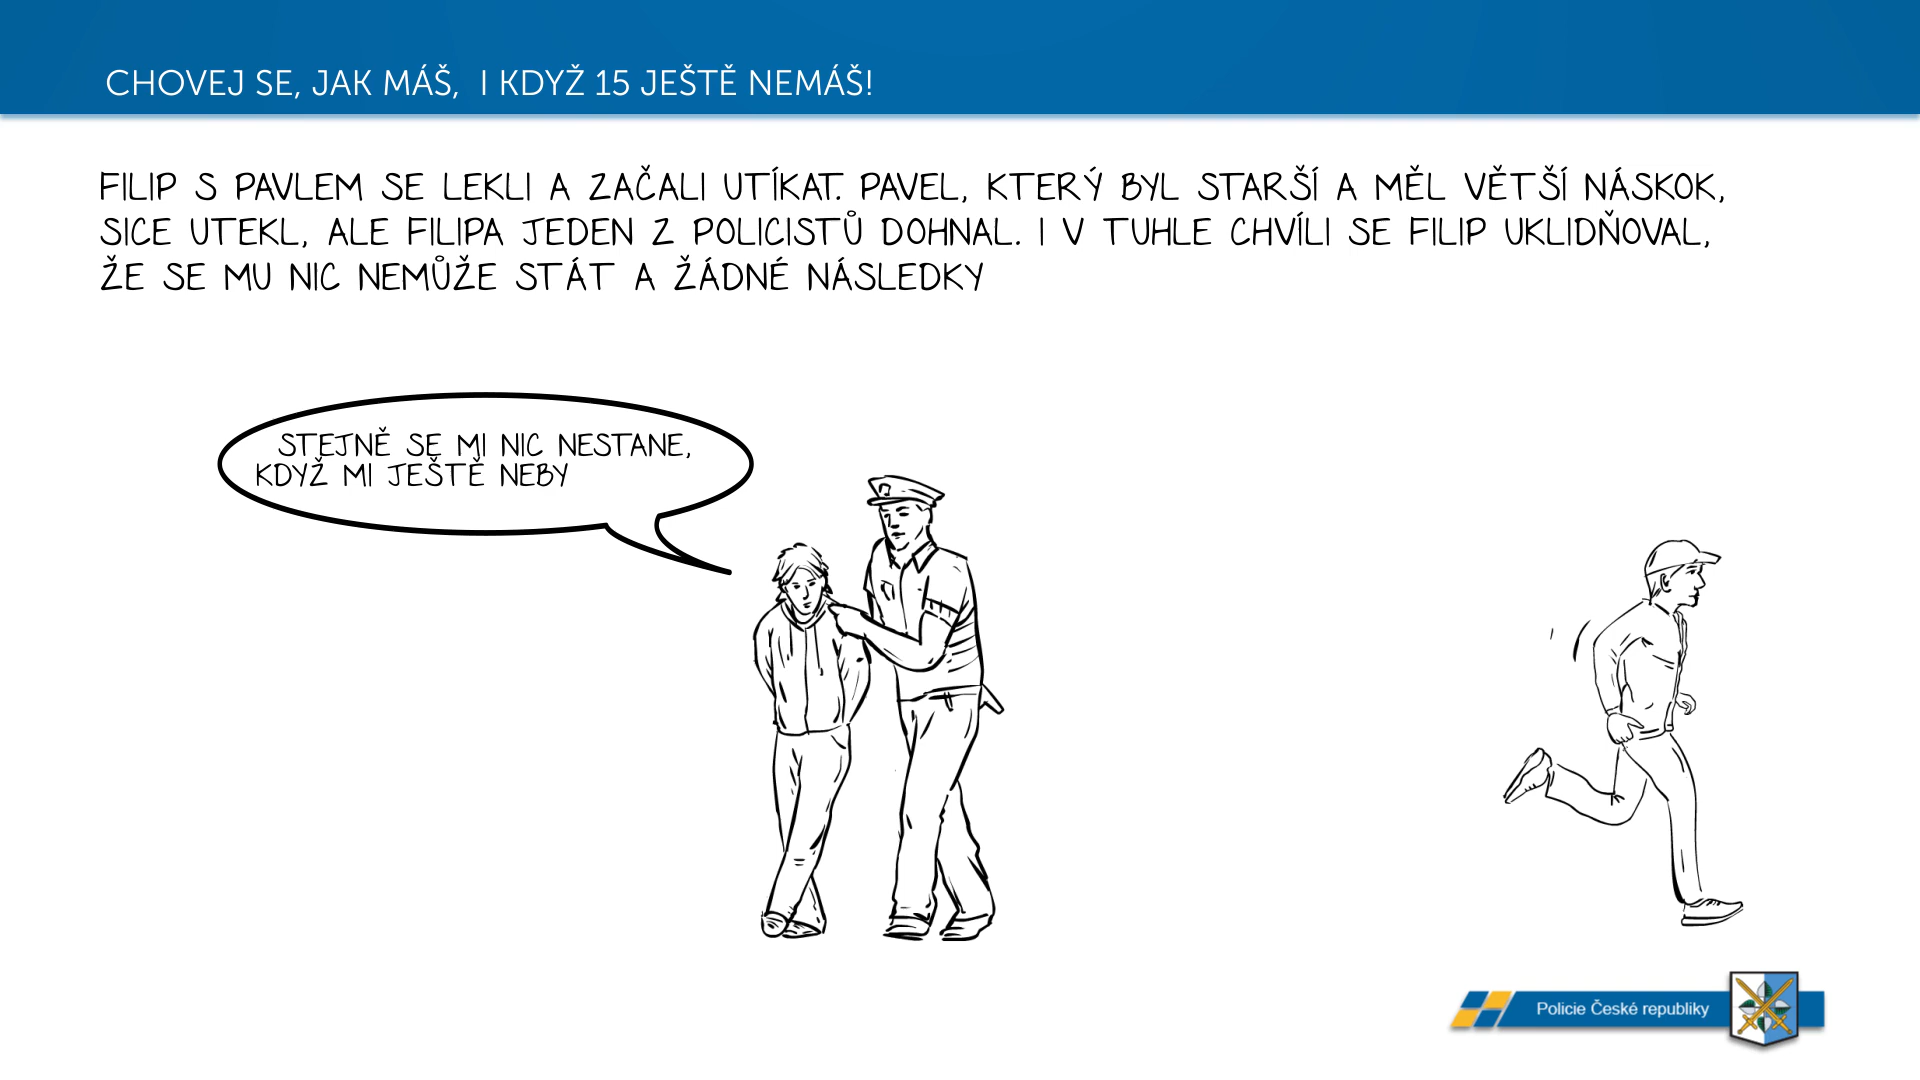 CHOVEJ SE, JAK MÁŠ, I KDYŽ 15 JEŠTĚ NEMÁŠ!
FILIP S PAVLEM SE LEKLI A ZAČALI UTÍKAT. PAVEL, KTERÝ BYL STARŠÍ A MĚL VĚTŠÍ NÁSKOK,
SICE UTEKL, ALE FILIPA JEDEN Z POLICISTŮ DOHNAL. I V TUHLE CHVÍLI SE FILIP UKLIDŇOVAL,
ŽE SE MU NIC NEMŮŽE STÁT A ŽÁDNÉ NÁSLEDKY
STEJNĚ SE MI NIC NESTANE,
KDYŽ MI JEŠTĚ NEBY
Policie České republiky